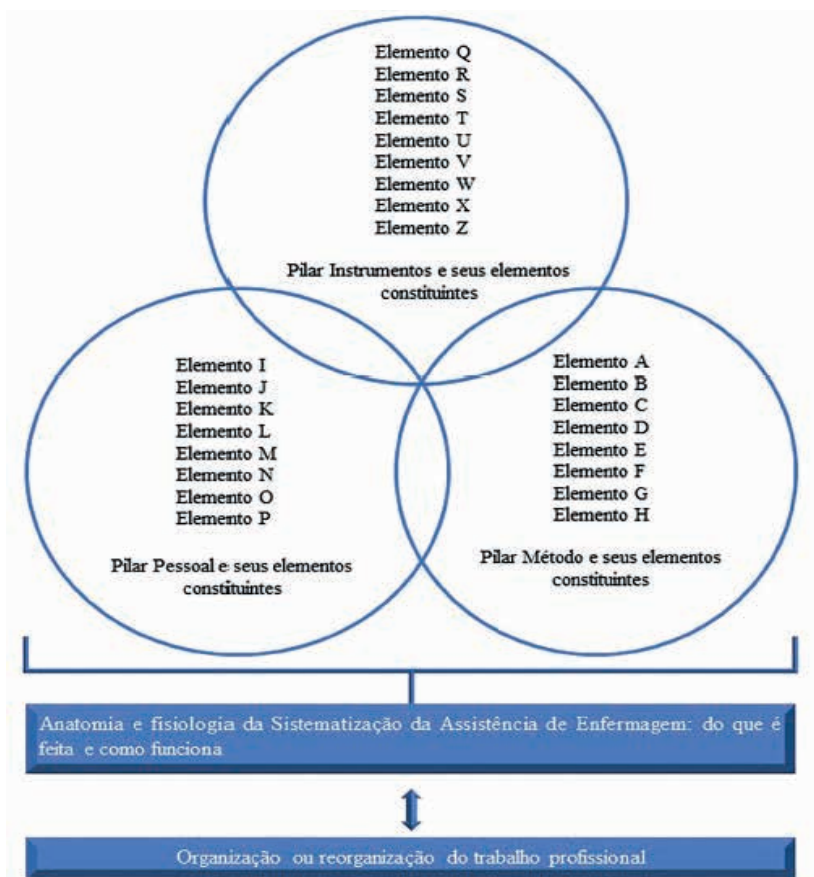 Elemento Q
Elemento R
Elemento S
Elemento T
Elemento U
Elemento V
Elemento W
Elemento X
Elemento Z
Pilar Instrumentos e seus elementos
constituintes
Elemento I
Elemento J
Elemento K
Elemento L
Elemento M
Elemento N
Elemento O
Elemento P
Pilar Pessoal e seus elementos
constituintes
Elemento A
Elemento B
Elemento C
Elemento D
Elemento E
Elemento F
Elemento G
Elemento H
Pilar Método e seus elementos
constituintes
Anatomia e fisiologia da Sistematização da Assistência de Enfermagem: do que é
feita e como funciona
Organização ou reorganização do trabalho profissional